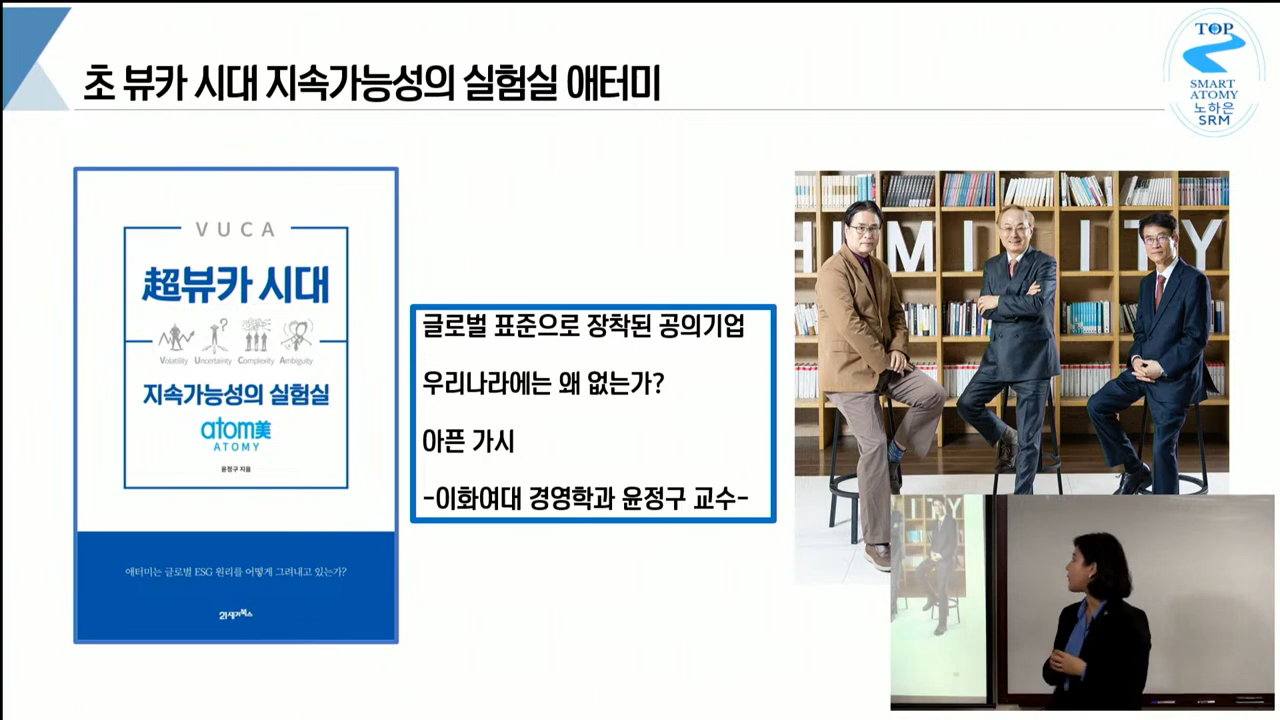 초 뷰카 시대 지속가능성의 실험실 애터미
TOP
SMART
ATOMY
노하은
SRM
VUCA
超뷰카 시대
Volatility Uncertainty Complexity Ambiguity
지속가능성의 실험실
atom美
ATOMY
윤정구 지음
애터미는 글로벌 ESG 원리를 어떻게 그려내고 있는가?
21세기북스
글로벌 표준으로 장착된 공의기업
우리나라에는 왜 없는가?
아픈 가시
-이화여대 경영학과 윤정구 교수-
H MI ITY
ITY